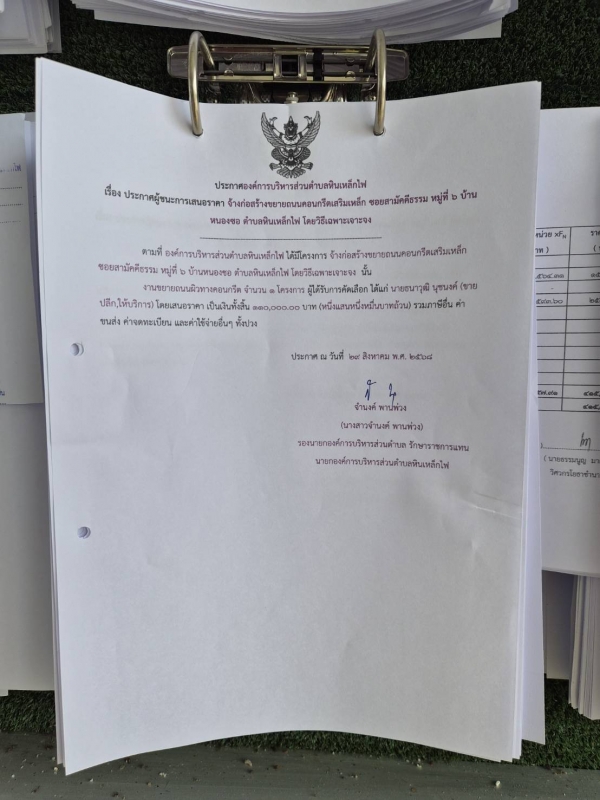 ประกาศองค์การบริหารส่วนตำบลหินเหล็กไฟ
เรื่อง ประกาศผู้ชนะการเสนอราคา จ้างก่อสร้างขยายถนนคอนกรีตเสริมเหล็ก ซอยสามัคคีธรรม หมู่ที่ ๖ บ้าน
หนองซอ ตำบลหินเหล็กไฟ โดยวิธีเฉพาะเจาะจง
ตามที่ องค์การบริหารส่วนตำบลหินเหล็กไฟ ได้มีโครงการ จ้างก่อสร้างขยายถนนคอนกรีตเสริมเหล็ก
ซอยสามัคคีธรรม หมู่ที่ ๖ บ้านหนองซอ ตำบลหินเหล็กไฟ โดยวิธีเฉพาะเจาะจง นั้น
งานขยายถนนผิวทางคอนกรีต จำนวน ๑ โครงการ ผู้ได้รับการคัดเลือก ได้แก่ นายธนาวุฒิ นุชนงค์ (ขาย
ปลีก,ให้บริการ) โดยเสนอราคา เป็นเงินทั้งสิ้น ๑๑๐,๐๐๐.๐๐ บาท (หนึ่งแสนหนึ่งหมื่นบาทถ้วน) รวมภาษีอื่น ค่า
ขนส่ง ค่าจดทะเบียน และค่าใช้จ่ายอื่นๆ ทั้งปวง
ประกาศ ณ วันที่ ๒๙ สิงหาคม พ.ศ. ๒๕๖๘
จำนงค์ พานพ่วง
(นางสาวจำนงค์ พานพ่วง)
รองนายกองค์การบริหารส่วนตำบล รักษาราชการแทน
นายกองค์การบริหารส่วนตำบลหินเหล็กไฟ